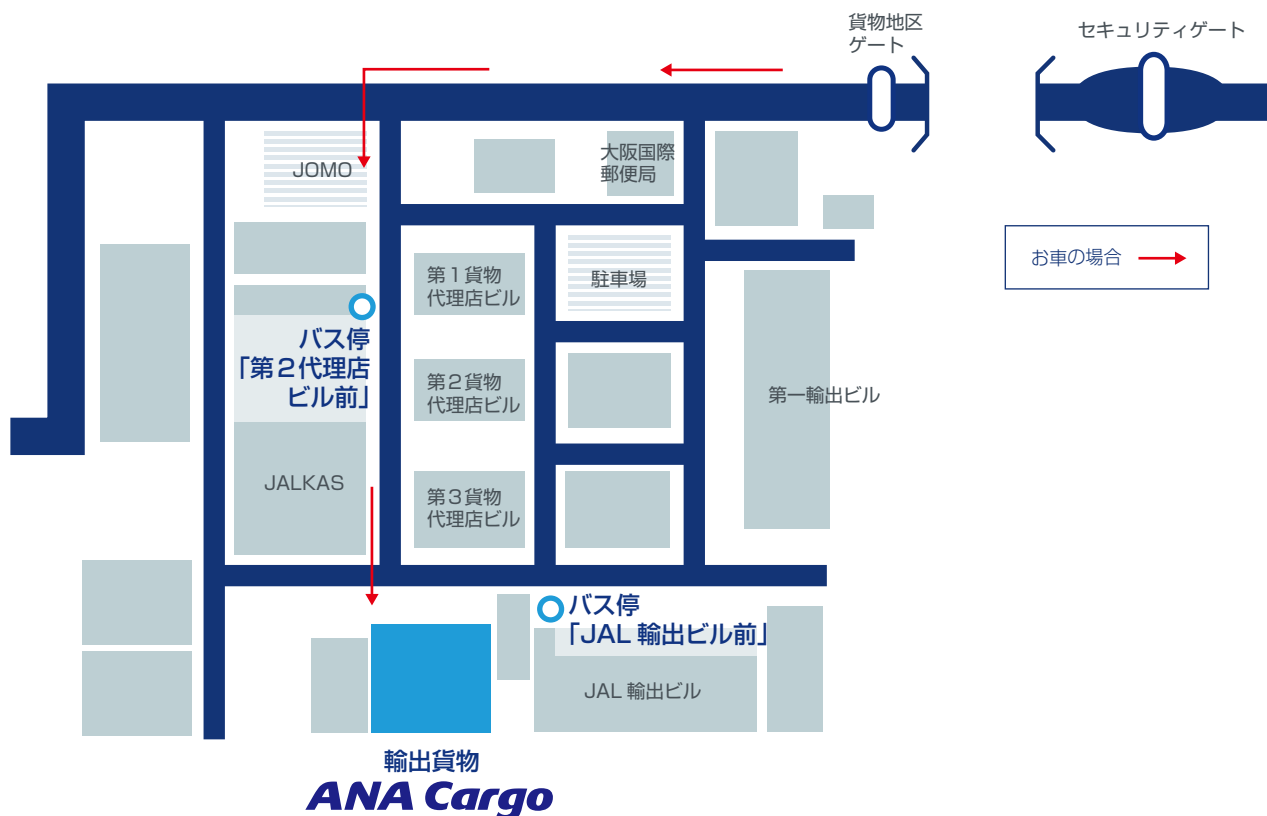 貨物地区
ゲート
セキュリティゲート
JOMO
大阪国際
郵便局
お車の場合
第1貨物
代理店ビル
駐車場
バス停
「第2代理店
ビル前」
第2貨物
代理店ビル
第一輸出ビル
JALKAS
第3貨物
代理店ビル
バス停
「JAL 輸出ビル前」
JAL 輸出ビル
輸出貨物
ANA Cargo